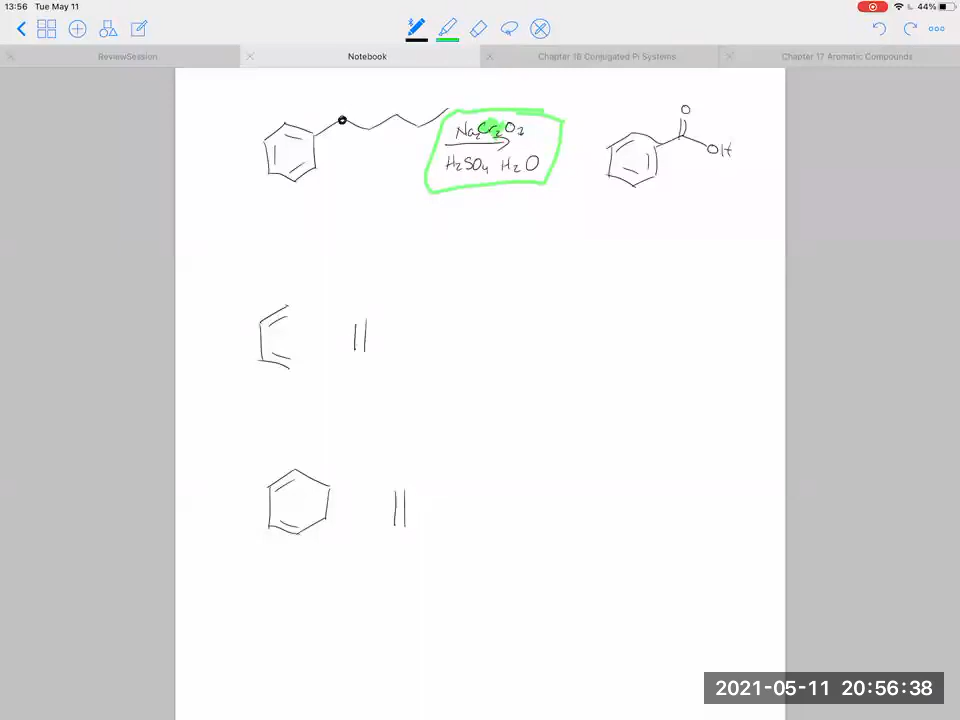 13:56 Tue May 11
44%
ReviewSession
Notebook
Chapter 16 Conjugated Pi Systems
Chapter 17 Aromatic Compounds
Na2Cr2O7
H2SO4 H2O
O
OH
2021-05-11 20:56:38